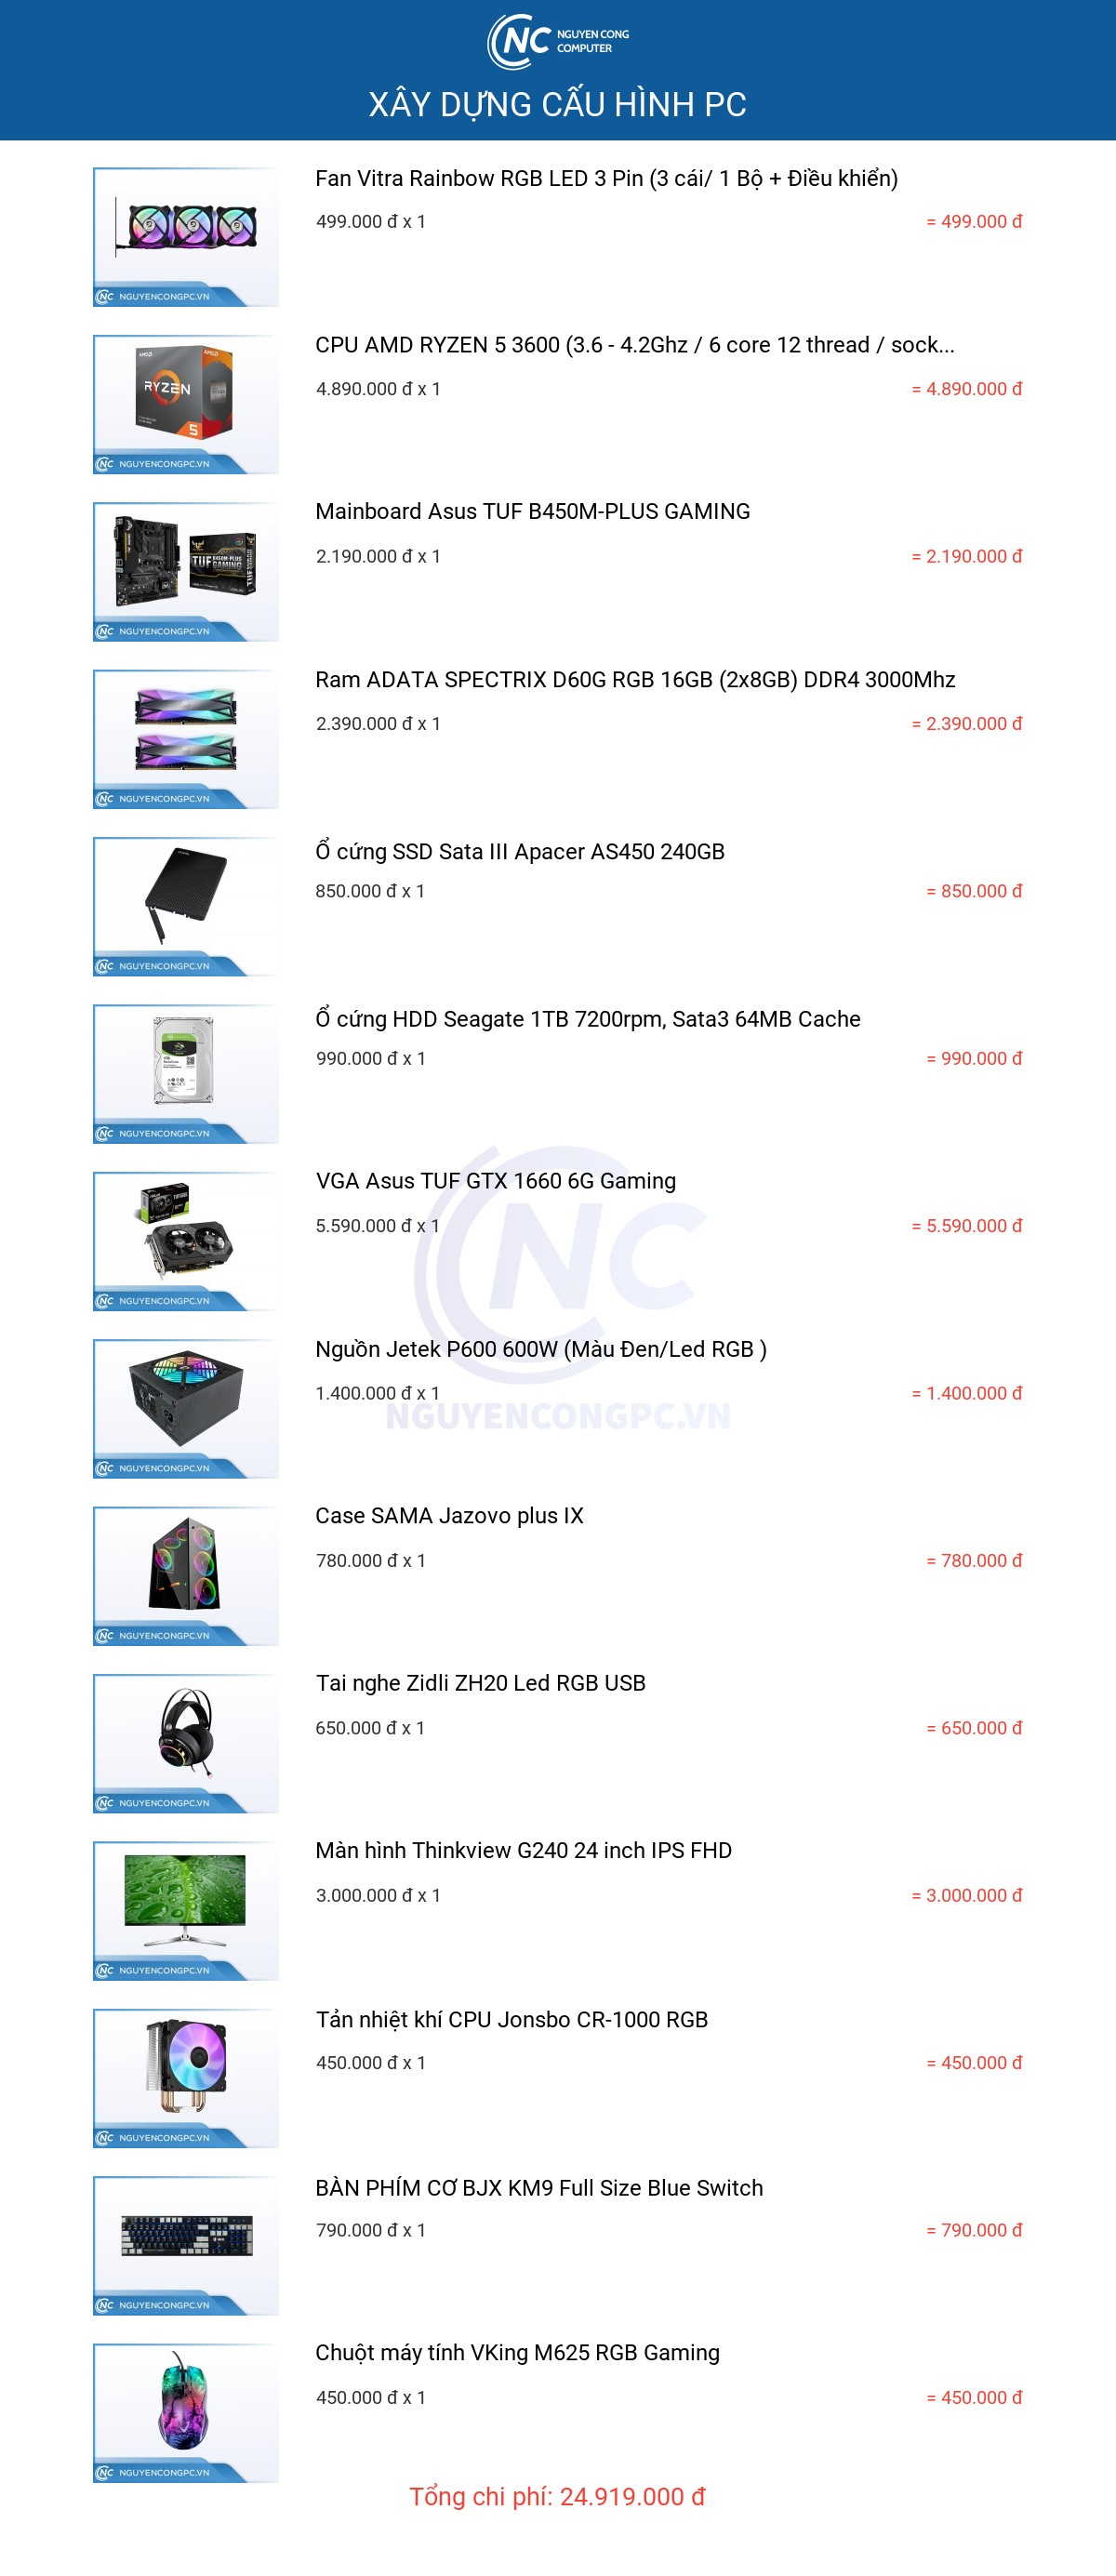 NC NGUYEN CONG
COMPUTER
XÂY DỰNG CẤU HÌNH PC
Fan Vitra Rainbow RGB LED 3 Pin (3 cái/ 1 Bộ + Điều khiển)
499.000 đ x 1 = 499.000 đ
NC NGUYENCONGPC.VN
CPU AMD RYZEN 5 3600 (3.6 - 4.2Ghz / 6 core 12 thread / sock...
AMD
RYZEN
5
4.890.000 đ x 1 = 4.890.000 đ
NC NGUYENCONGPC.VN
Mainboard Asus TUF B450M-PLUS GAMING
TUF B450M-PLUS GAMING
2.190.000 đ x 1 = 2.190.000 đ
NC NGUYENCONGPC.VN
Ram ADATA SPECTRIX D60G RGB 16GB (2x8GB) DDR4 3000Mhz
2.390.000 đ x 1 = 2.390.000 đ
NC NGUYENCONGPC.VN
Ổ cứng SSD Sata III Apacer AS450 240GB
850.000 đ x 1 = 850.000 đ
NC NGUYENCONGPC.VN
Ổ cứng HDD Seagate 1TB 7200rpm, Sata3 64MB Cache
990.000 đ x 1 = 990.000 đ
NC NGUYENCONGPC.VN
VGA Asus TUF GTX 1660 6G Gaming
5.590.000 đ x 1 = 5.590.000 đ
NC NGUYENCONGPC.VN
NC
Nguồn Jetek P600 600W (Màu Đen/Led RGB )
1.400.000 đ x 1 = 1.400.000 đ
NGUYENCONGPC.VN
NC NGUYENCONGPC.VN
Case SAMA Jazovo plus IX
780.000 đ x 1 = 780.000 đ
NC NGUYENCONGPC.VN
Tai nghe Zidli ZH20 Led RGB USB
650.000 đ x 1 = 650.000 đ
NC NGUYENCONGPC.VN
Màn hình Thinkview G240 24 inch IPS FHD
3.000.000 đ x 1 = 3.000.000 đ
NC NGUYENCONGPC.VN
Tản nhiệt khí CPU Jonsbo CR-1000 RGB
450.000 đ x 1 = 450.000 đ
NC NGUYENCONGPC.VN
BÀN PHÍM CƠ BJX KM9 Full Size Blue Switch
790.000 đ x 1 = 790.000 đ
NC NGUYENCONGPC.VN
Chuột máy tính VKing M625 RGB Gaming
450.000 đ x 1 = 450.000 đ
NC NGUYENCONGPC.VN
Tổng chi phí: 24.919.000 đ